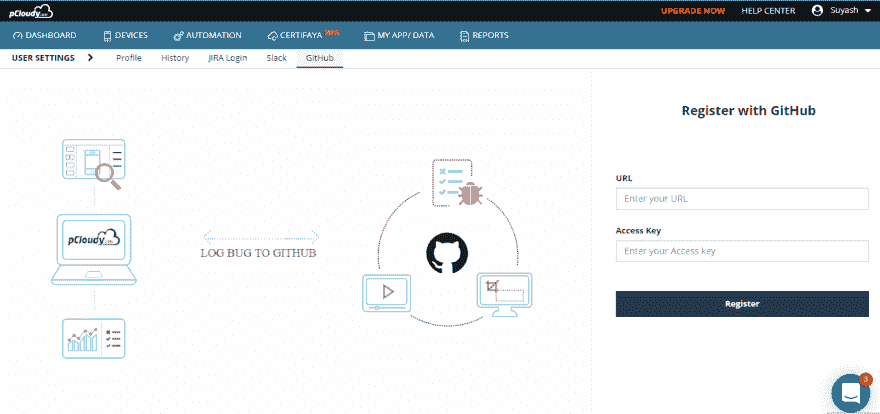 pCloudy.com
UPGRADE NOW HELP CENTER Suyash
DASHBOARD DEVICES AUTOMATION CERTIFAYA MY APP/ DATA REPORTS
USER SETTINGS Profile History JIRA Login Slack GitHub
Register with GitHub
URL
Enter your URL
Access Key
Enter your Access key
Register
pCloudy.com
LOG BUG TO GITHUB
3